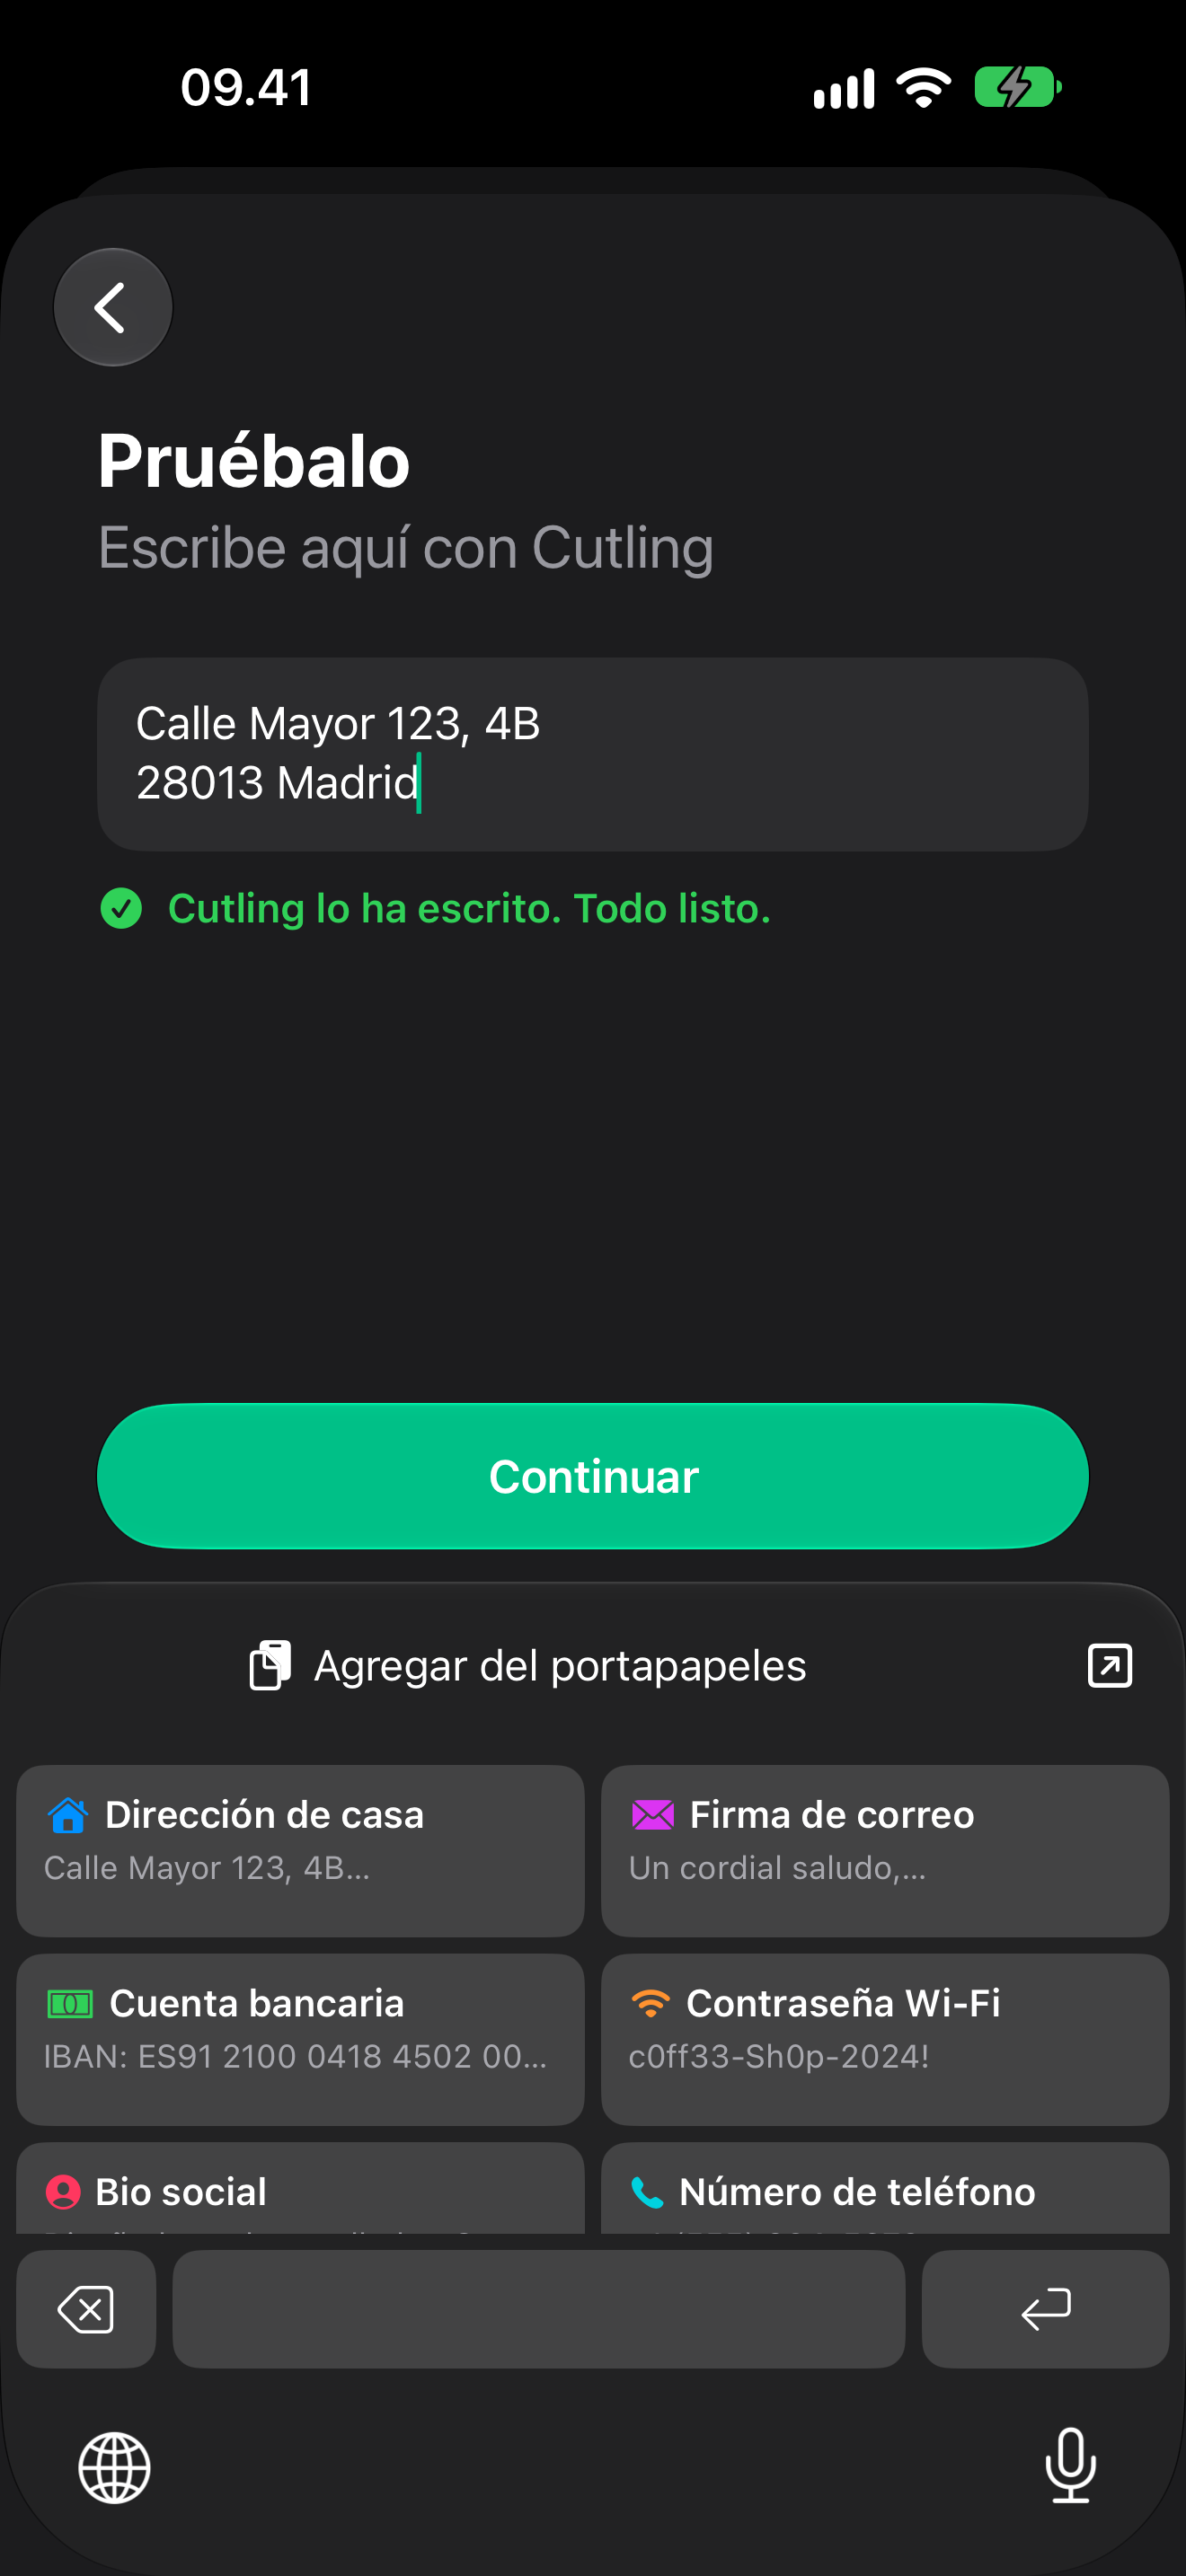 09.41
Pruébalo
Escribe aquí con Cutling
Calle Mayor 123, 4B
28013 Madrid
Cutling lo ha escrito. Todo listo.
Continuar
Agregar del portapapeles
Dirección de casa
Calle Mayor 123, 4B...
Firma de correo
Un cordial saludo,...
Cuenta bancaria
IBAN: ES91 2100 0418 4502 00...
Contraseña Wi-Fi
c0ff33-Sh0p-2024!
Bio social
Número de teléfono